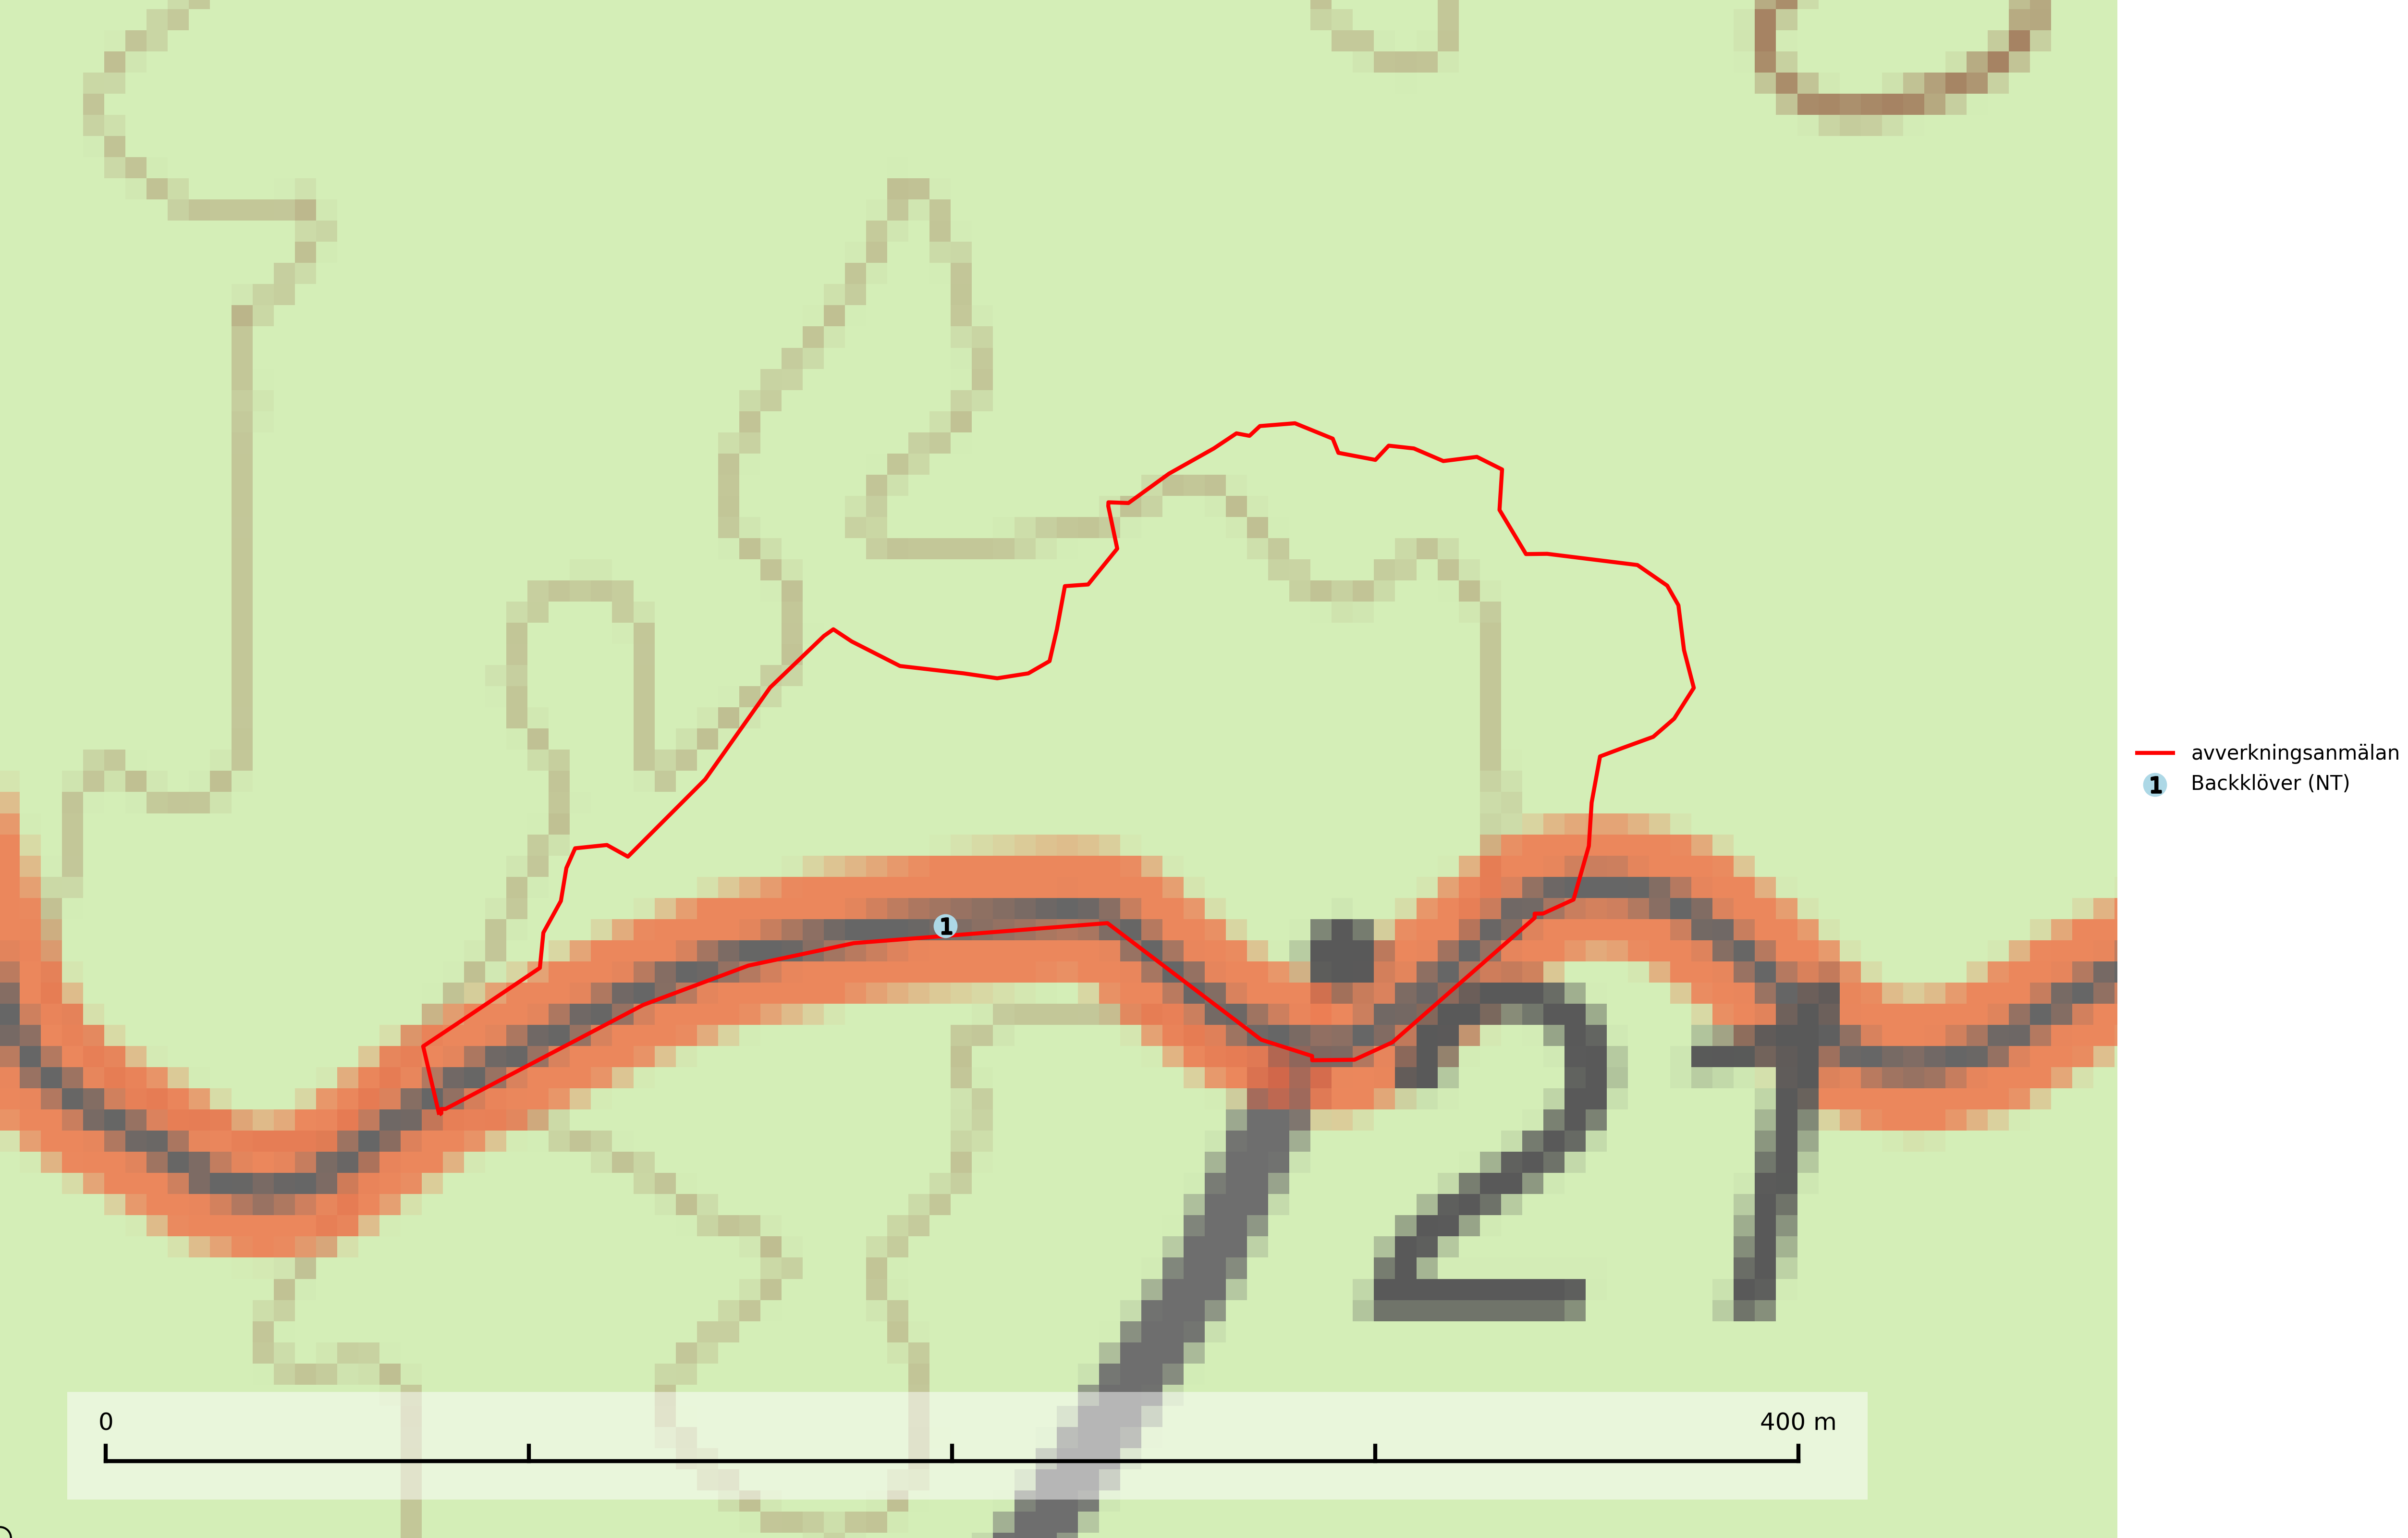 1
21
0
400 m
avverkningsanmälan
1 Backklöver (NT)